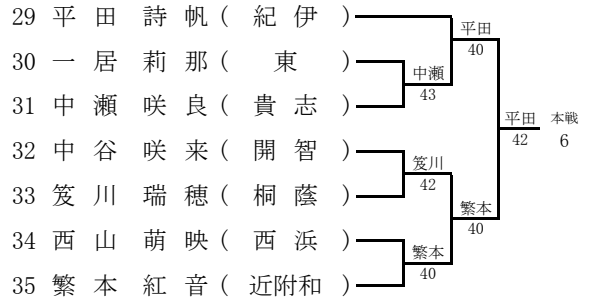 29 平田 詩帆 ( 紀伊 )
30 一居 莉那 ( 東 )
31 中瀬 咲良 ( 貴志 )
32 中谷 咲来 ( 開智 )
33 笈川 瑞穂 ( 桐蔭 )
34 西山 萌映 ( 西浜 )
35 繁本 紅音 ( 近附和 )
中瀬
43
笈川
42
繁本
40
平田
40
繁本
40
平田
42
本戦
6